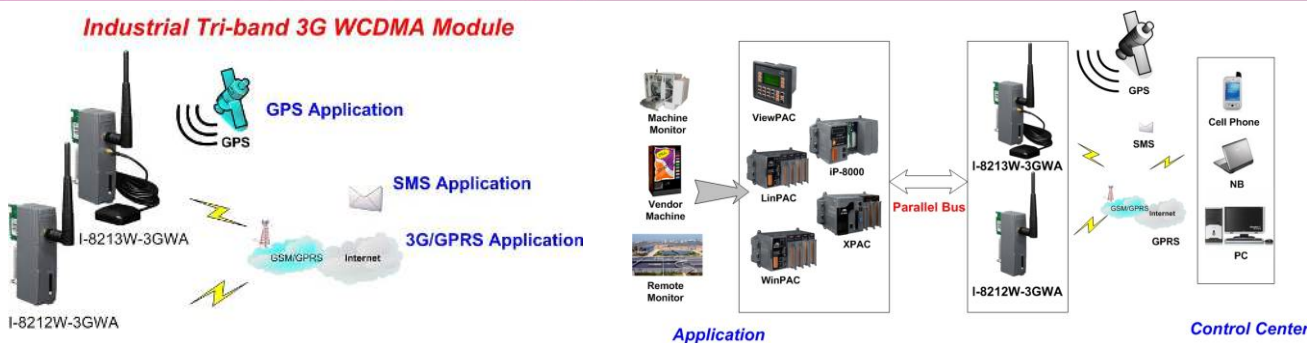 Industrial Tri-band 3G WCDMA Module
GPS Application
GPS
SMS Application
I-8213W-3GWA
3G/GPRS Application
GSM/GPRS
Internet
I-8212W-3GWA
Machine
Monitor
Vendor
Machine
Remote
Monitor
Application
ViewPAC
iP-8000
LinPAC
XPAC
WinPAC
Parallel Bus
I-8213W-3GWA
I-8212W-3GWA
GPS
SMS
GSM/GPRS
Internet
GPRS
Cell Phone
NB
PC
Control Center